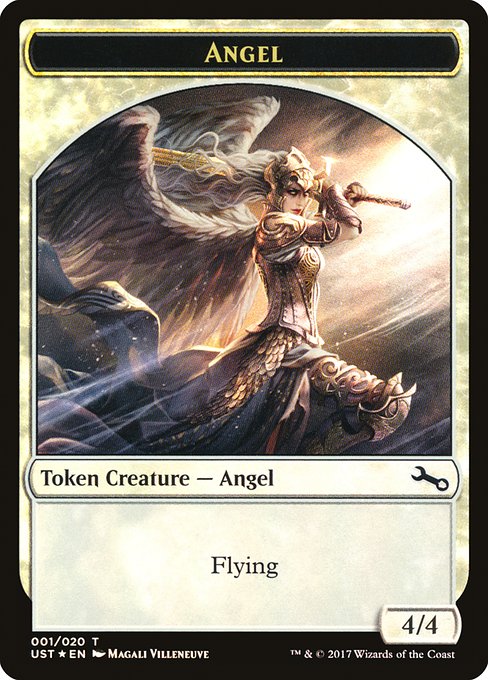 ANGEL
Token Creature — Angel
Flying
4/4
001/020 T
UST ★ EN Magali Villeneuve
™ & © 2017 Wizards of the Coast